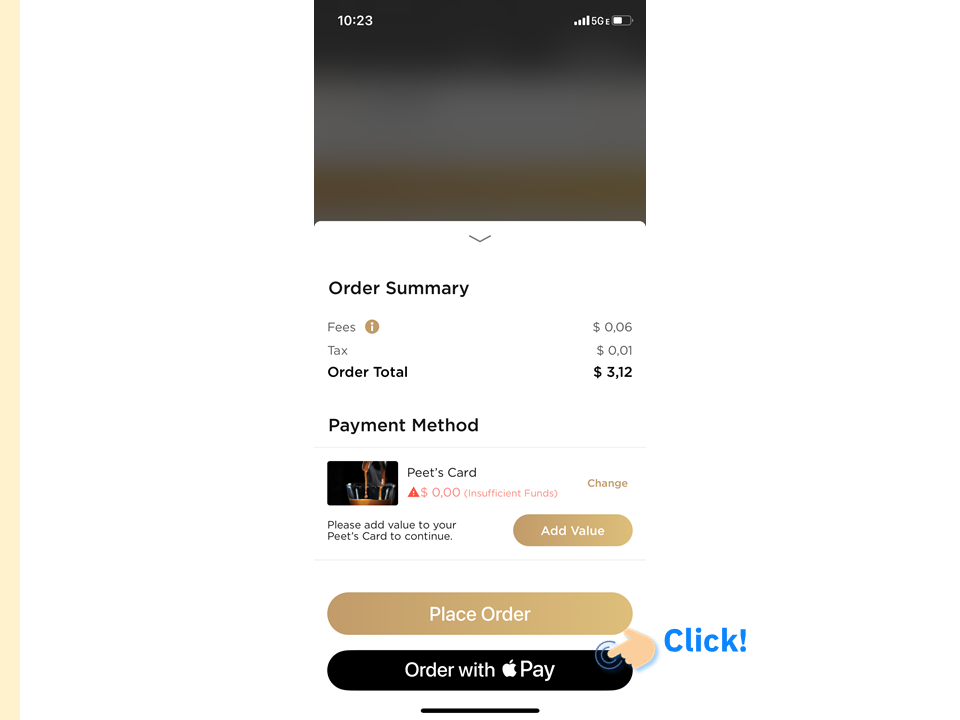 10:23
5G E
Order Summary
Fees
$ 0,06
Tax
$ 0,01
Order Total
$ 3,12
Payment Method
Peet's Card
$ 0,00 (Insufficient Funds)
Change
Please add value to your
Peet's Card to continue.
Add Value
Place Order
Click!
Order with Pay